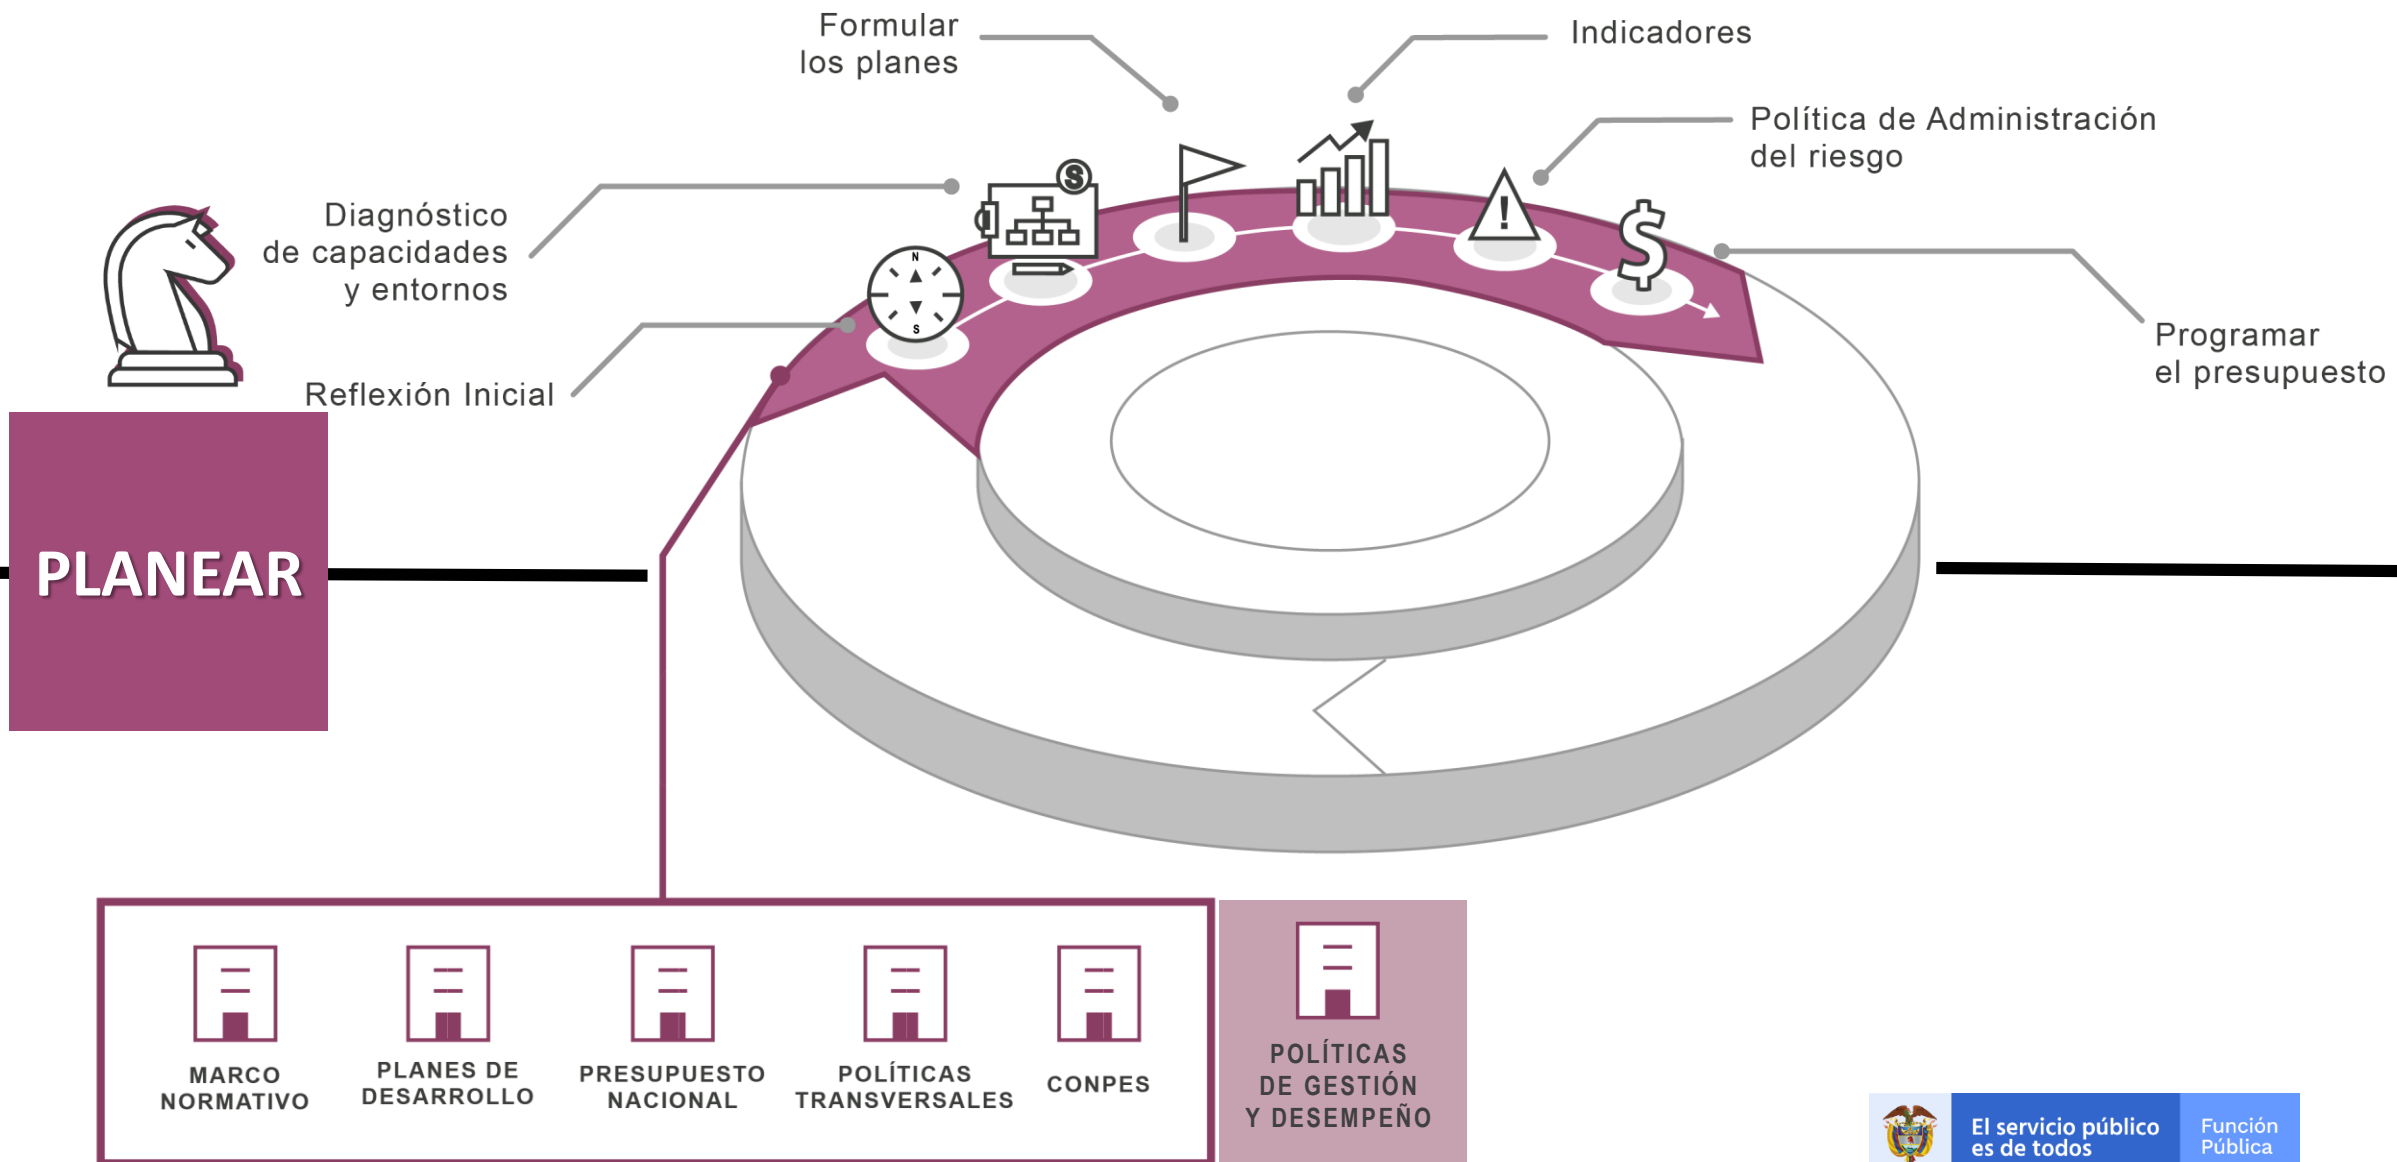 Formular
los planes
Indicadores
Política de Administración
del riesgo
Diagnóstico
de capacidades
y entornos
S
N
S
!
$
Programar
el presupuesto
Reflexión Inicial
PLANEAR
MARCO
NORMATIVO
PLANES DE
DESARROLLO
PRESUPUESTO
NACIONAL
POLÍTICAS
TRANSVERSALES
CONPES
POLÍTICAS
DE GESTIÓN
Y DESEMPEÑO
El servicio público
es de todos
Función
Pública